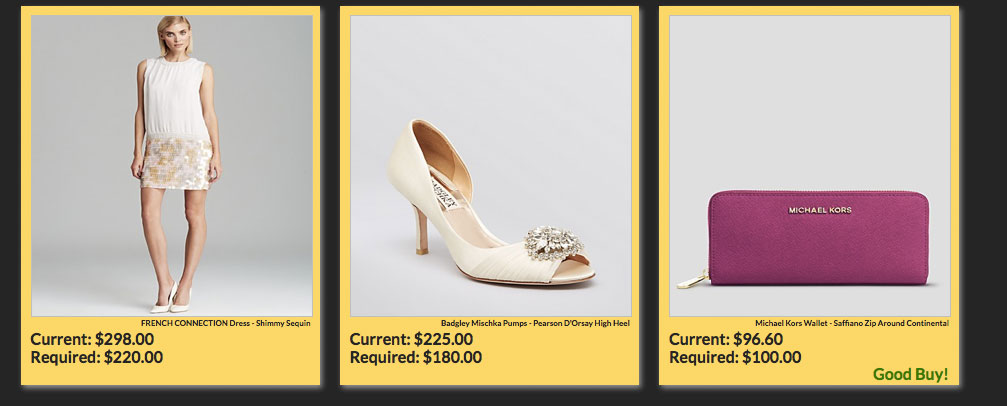 FRENCH CONNECTION Dress - Shimmy Sequin
Current: $298.00
Required: $220.00
BADGLEY
MISCHKA
Badgley Mischka Pumps - Pearson D'Orsay High Heel
Current: $225.00
Required: $180.00
MICHAEL KORS
Michael Kors Wallet - Saffiano Zip Around Continental
Current: $96.60
Required: $100.00
Good Buy!